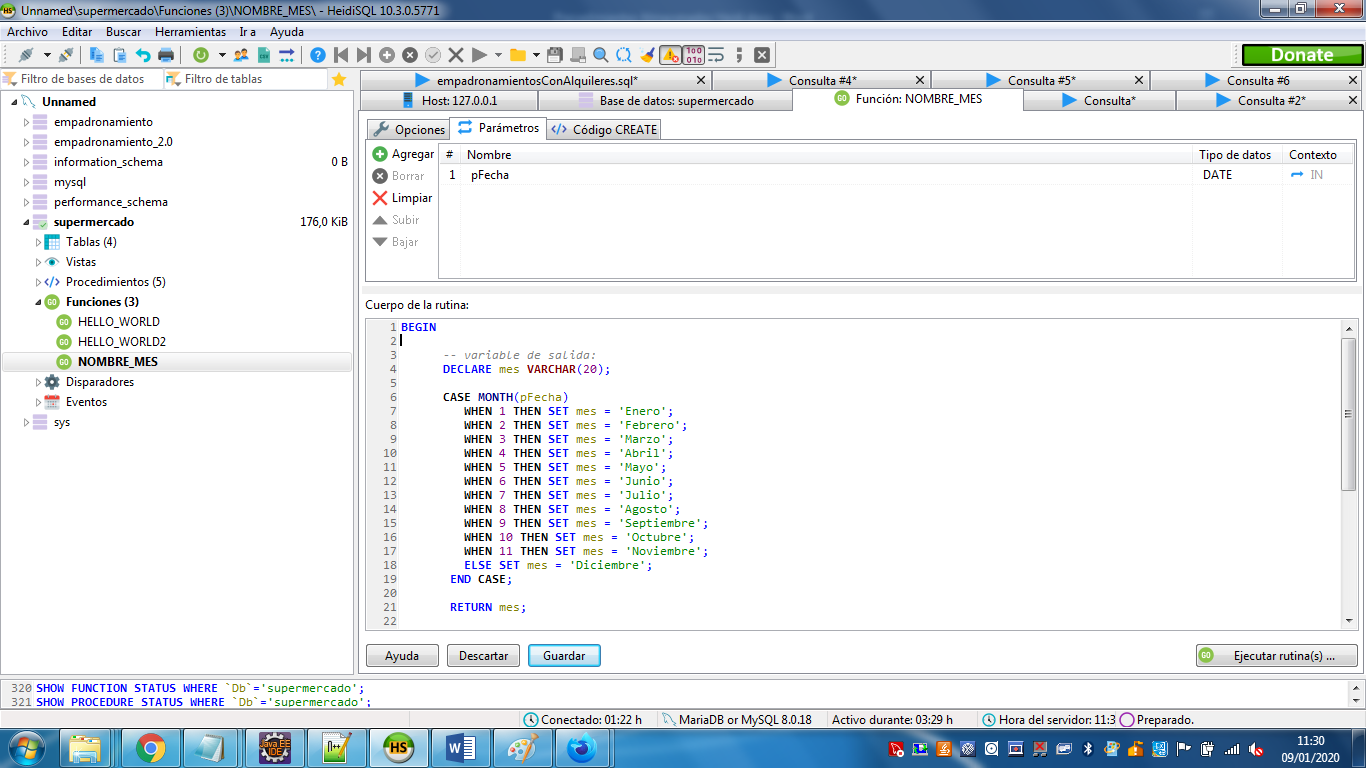 Unnamed\supermercado\Funciones (3)\NOMBRE_MES\ - HeidiSQL 10.3.0.5771
Archivo Editar Buscar Herramientas Ir a Ayuda
Donate
Filtro de bases de datos Filtro de tablas
empadronamientosConAlquileres.sql* Consulta #4* Consulta #5* Consulta #6
Host: 127.0.0.1 Base de datos: supermercado Función: NOMBRE_MES Consulta* Consulta #2*
Unnamed
empadronamiento
empadronamiento_2.0
information_schema 0 B
mysql
performance_schema
supermercado 176,0 KiB
Tablas (4)
Vistas
Procedimientos (5)
Funciones (3)
HELLO_WORLD
HELLO_WORLD2
NOMBRE_MES
Disparadores
Eventos
sys
Opciones Parámetros Código CREATE
Agregar
Borrar
Limpiar
Subir
Bajar
# Nombre Tipo de datos Contexto
1 pFecha DATE IN
Cuerpo de la rutina:
1 BEGIN
2
3 -- variable de salida:
4 DECLARE mes VARCHAR(20);
5
6 CASE MONTH(pFecha)
7 WHEN 1 THEN SET mes = 'Enero';
8 WHEN 2 THEN SET mes = 'Febrero';
9 WHEN 3 THEN SET mes = 'Marzo';
10 WHEN 4 THEN SET mes = 'Abril';
11 WHEN 5 THEN SET mes = 'Mayo';
12 WHEN 6 THEN SET mes = 'Junio';
13 WHEN 7 THEN SET mes = 'Julio';
14 WHEN 8 THEN SET mes = 'Agosto';
15 WHEN 9 THEN SET mes = 'Septiembre';
16 WHEN 10 THEN SET mes = 'Octubre';
17 WHEN 11 THEN SET mes = 'Noviembre';
18 ELSE SET mes = 'Diciembre';
19 END CASE;
20
21 RETURN mes;
22
Ayuda Descartar Guardar Ejecutar rutina(s) ...
320 SHOW FUNCTION STATUS WHERE `Db`='supermercado';
321 SHOW PROCEDURE STATUS WHERE `Db`='supermercado';
Conectado: 01:22 h MariaDB or MySQL 8.0.18 Activo durante: 03:29 h Hora del servidor: 11:3 Preparado.
Java EE
IDE
HS
11:30
09/01/2020